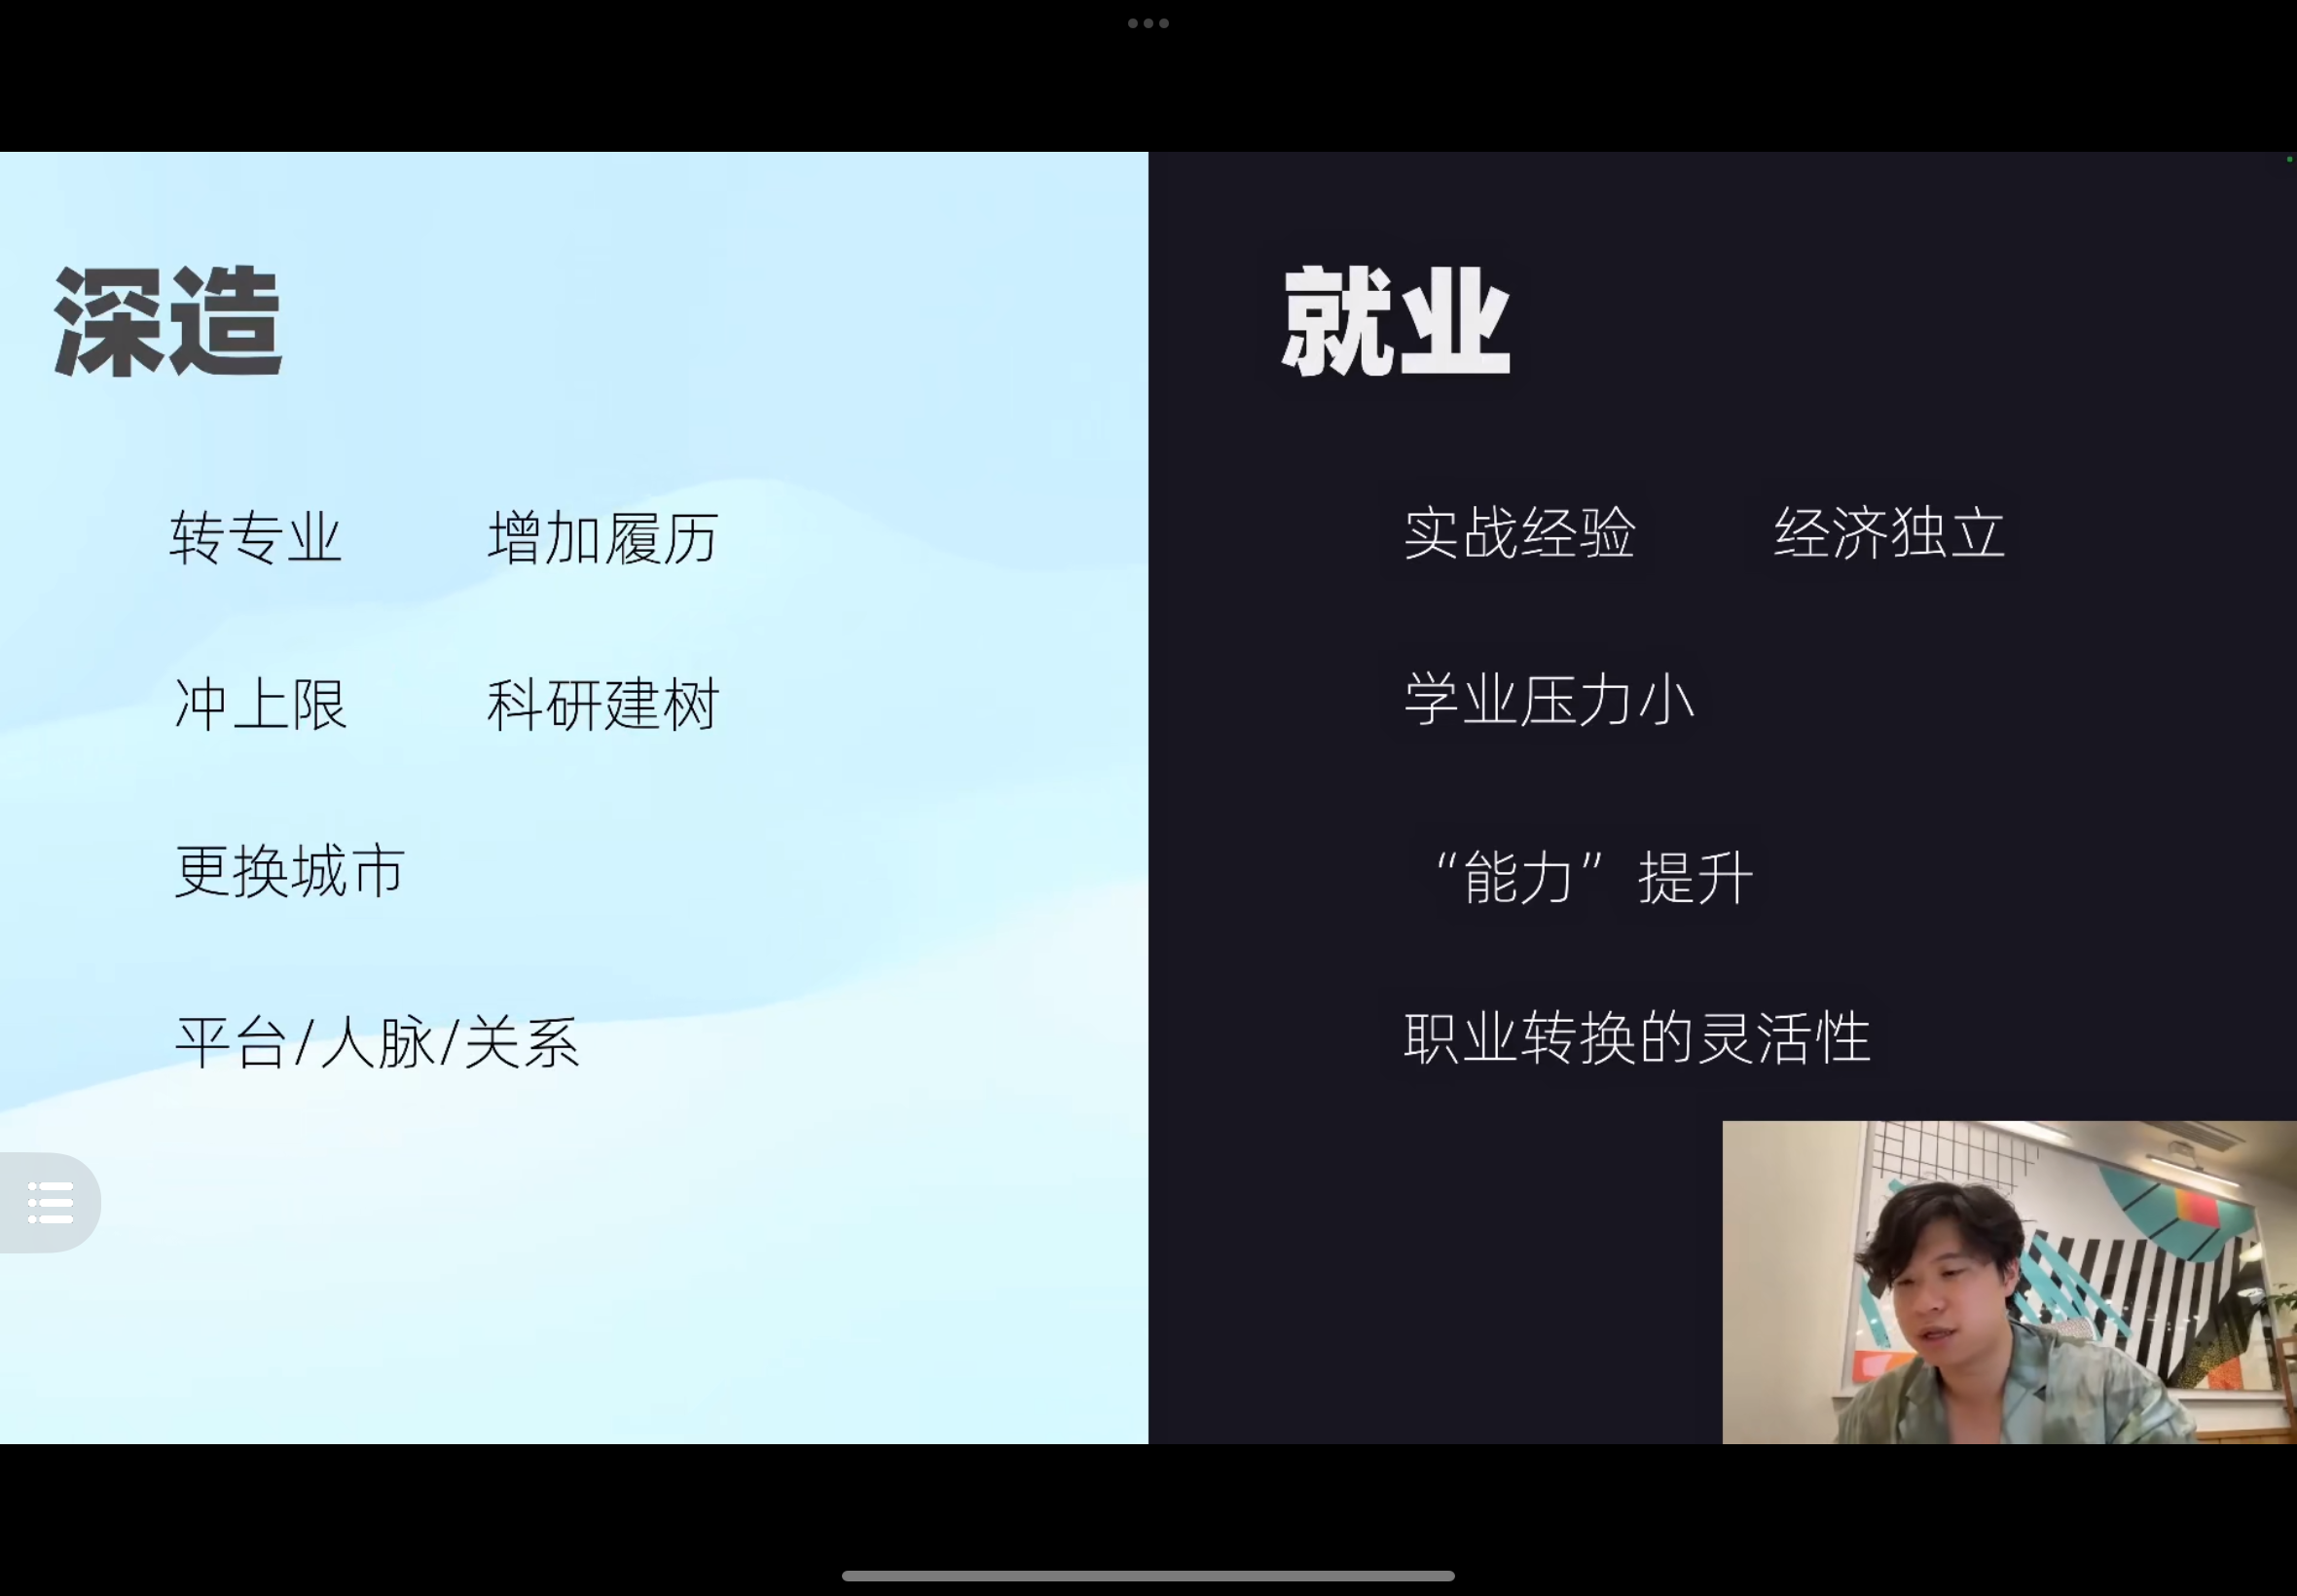 深造
转专业 增加履历
冲上限 科研建树
更换城市
平台/人脉/关系
就业
实战经验 经济独立
学业压力小
“能力” 提升
职业转换的灵活性